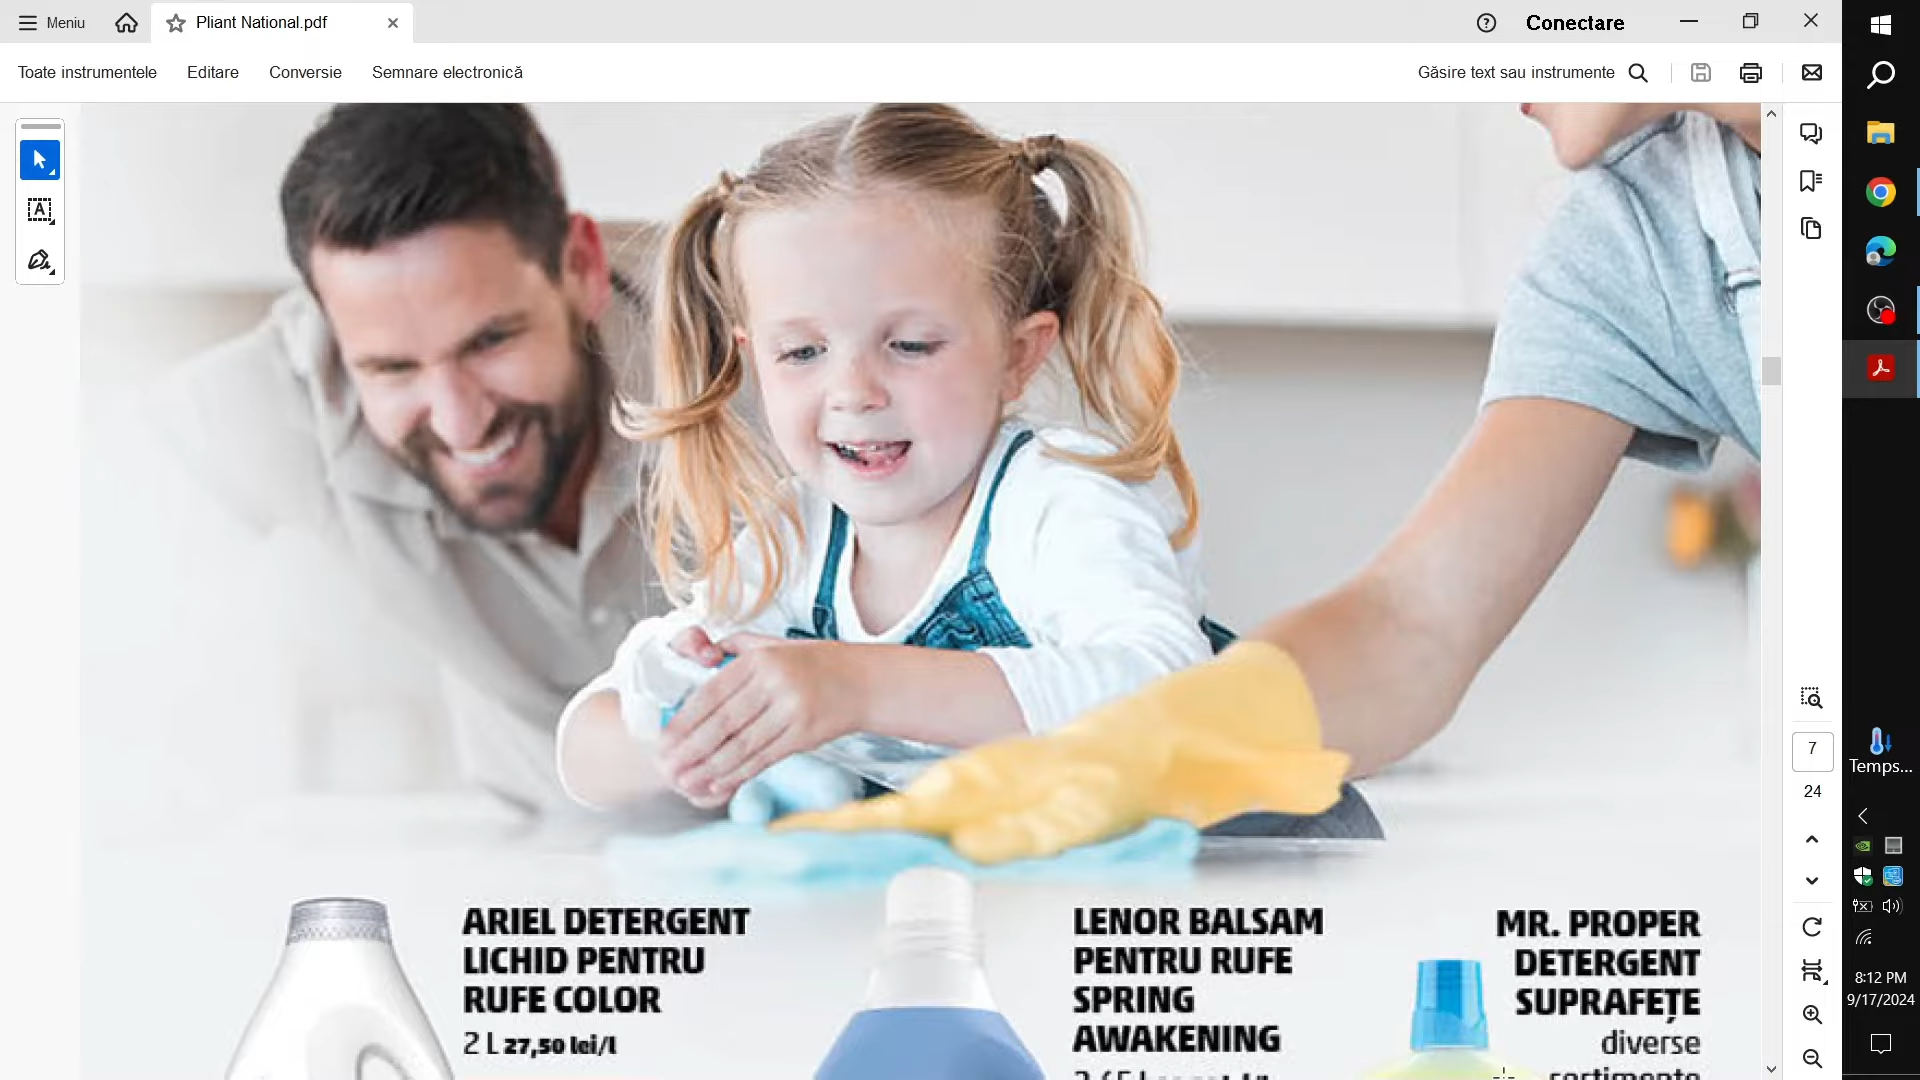 Meniu
Pliant National.pdf
Conectare
Toate instrumentele
Editare
Conversie
Semnare electronică
Găsire text sau instrumente
7
24
Temps...
8:12 PM
9/17/2024
ARIEL DETERGENT
LICHID PENTRU
RUFE COLOR
2 L 27,50 lei/l
LENOR BALSAM
PENTRU RUFE
SPRING
AWAKENING
MR. PROPER
DETERGENT
SUPRAFEȚE
diverse